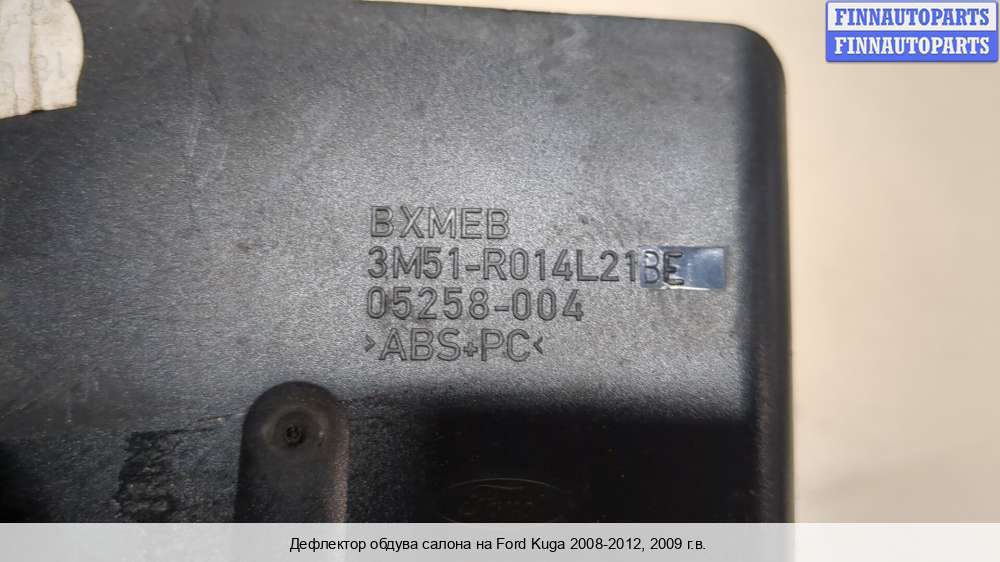 FINNAUTOPARTS
FINNAUTOPARTS
BXMEB
3M51-R014L21BE
05258-004
>ABS+PC<
Дефлектор обдува салона на Ford Kuga 2008-2012, 2009 г.в.